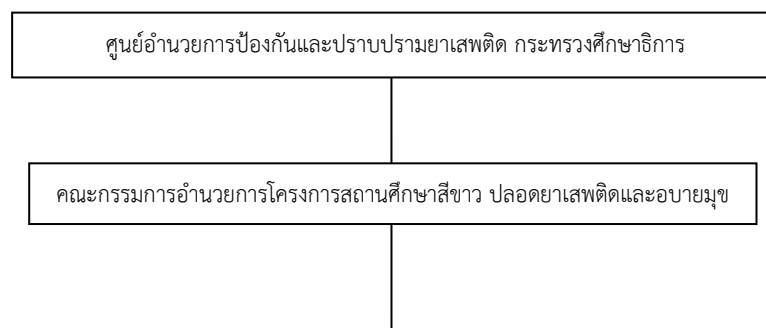 ศูนย์อำนวยการป้องกันและปราบปรามยาเสพติด กระทรวงศึกษาธิการ
คณะกรรมการอำนวยการโครงการสถานศึกษาสีขาว ปลอดยาเสพติดและอบายมุข